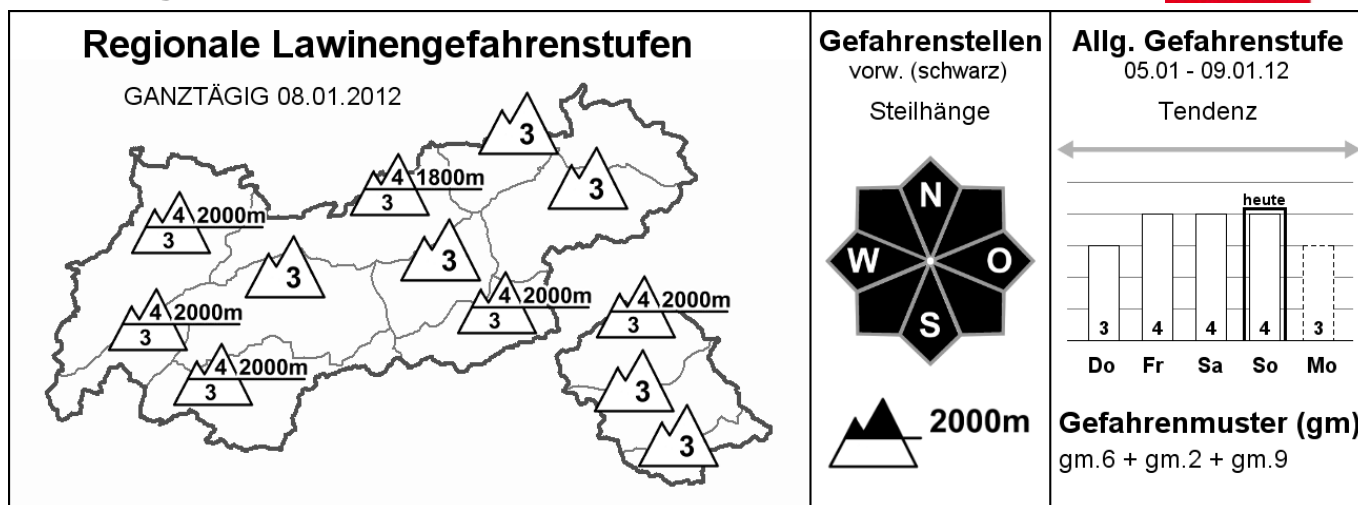 Regionale Lawinengefahrenstufen
GANZTÄGIG 08.01.2012
3
4 1800m
3
3
4 2000m
3
3
3
4 2000m
3
4 2000m
3
4 2000m
3
4 2000m
3
3
3
Gefahrenstellen
vorw. (schwarz)
Steilhänge
N
W O
S
2000m
Allg. Gefahrenstufe
05.01 - 09.01.12
Tendenz
heute
3 4 4 4 3
Do Fr Sa So Mo
Gefahrenmuster (gm)
gm.6 + gm.2 + gm.9